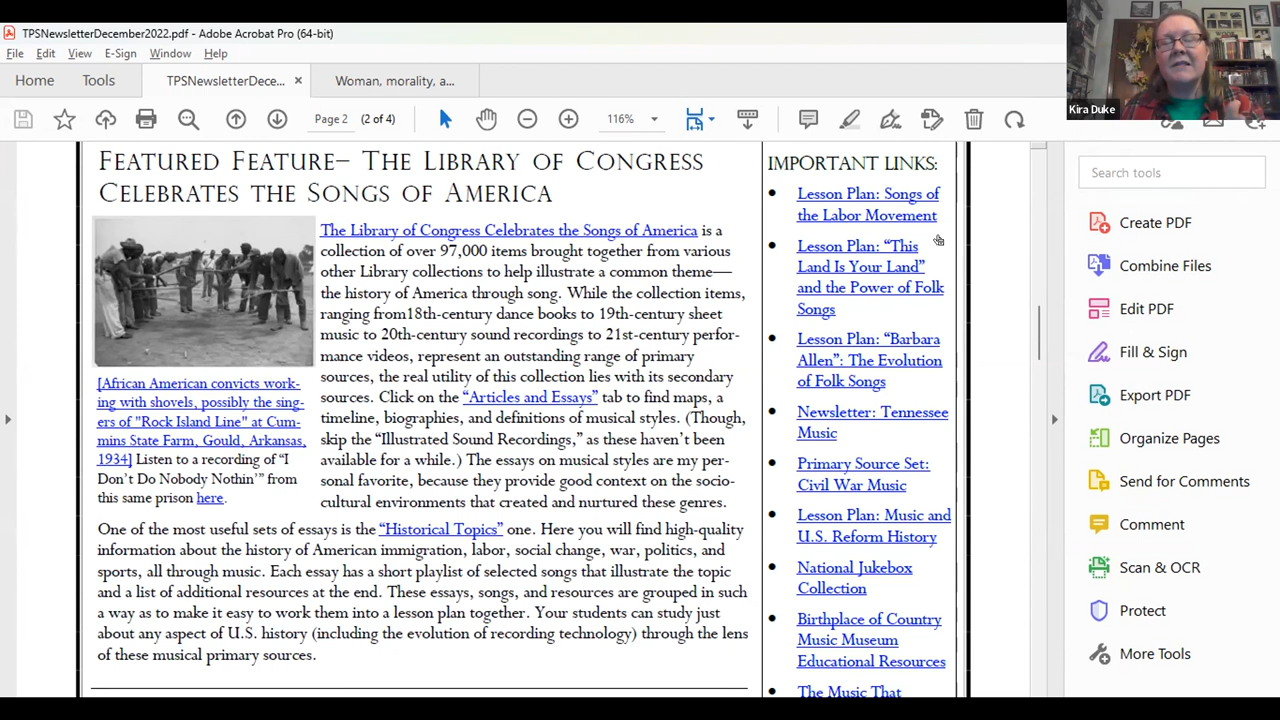 TPSNewsletterDecember2022.pdf - Adobe Acrobat Pro (64-bit)
File Edit View E-Sign Window Help
Home Tools TPSNewsletterDece... × Woman, morality, a...
Page 2 (2 of 4) 116%
Kira Duke
FEATURED FEATURE– THE LIBRARY OF CONGRESS
CELEBRATES THE SONGS OF AMERICA
[African American convicts work-
ing with shovels, possibly the sing-
ers of "Rock Island Line" at Cum-
mins State Farm, Gould, Arkansas,
1934] Listen to a recording of “I
Don’t Do Nobody Nothin’” from
this same prison here.
The Library of Congress Celebrates the Songs of America is a
collection of over 97,000 items brought together from various
other Library collections to help illustrate a common theme—
the history of America through song. While the collection items,
ranging from18th-century dance books to 19th-century sheet
music to 20th-century sound recordings to 21st-century perfor-
mance videos, represent an outstanding range of primary
sources, the real utility of this collection lies with its secondary
sources. Click on the “Articles and Essays” tab to find maps, a
timeline, biographies, and definitions of musical styles. (Though,
skip the “Illustrated Sound Recordings,” as these haven’t been
available for a while.) The essays on musical styles are my per-
sonal favorite, because they provide good context on the socio-
cultural environments that created and nurtured these genres.
One of the most useful sets of essays is the “Historical Topics” one. Here you will find high-quality
information about the history of American immigration, labor, social change, war, politics, and
sports, all through music. Each essay has a short playlist of selected songs that illustrate the topic
and a list of additional resources at the end. These essays, songs, and resources are grouped in such
a way as to make it easy to work them into a lesson plan together. Your students can study just
about any aspect of U.S. history (including the evolution of recording technology) through the lens
of these musical primary sources.
IMPORTANT LINKS:
• Lesson Plan: Songs of
the Labor Movement
• Lesson Plan: “This
Land Is Your Land”
and the Power of Folk
Songs
• Lesson Plan: “Barbara
Allen”: The Evolution
of Folk Songs
• Newsletter: Tennessee
Music
• Primary Source Set:
Civil War Music
• Lesson Plan: Music and
U.S. Reform History
• National Jukebox
Collection
• Birthplace of Country
Music Museum
Educational Resources
• The Music That
Search tools
Create PDF
Combine Files
Edit PDF
Fill & Sign
Export PDF
Organize Pages
Send for Comments
Comment
Scan & OCR
Protect
More Tools